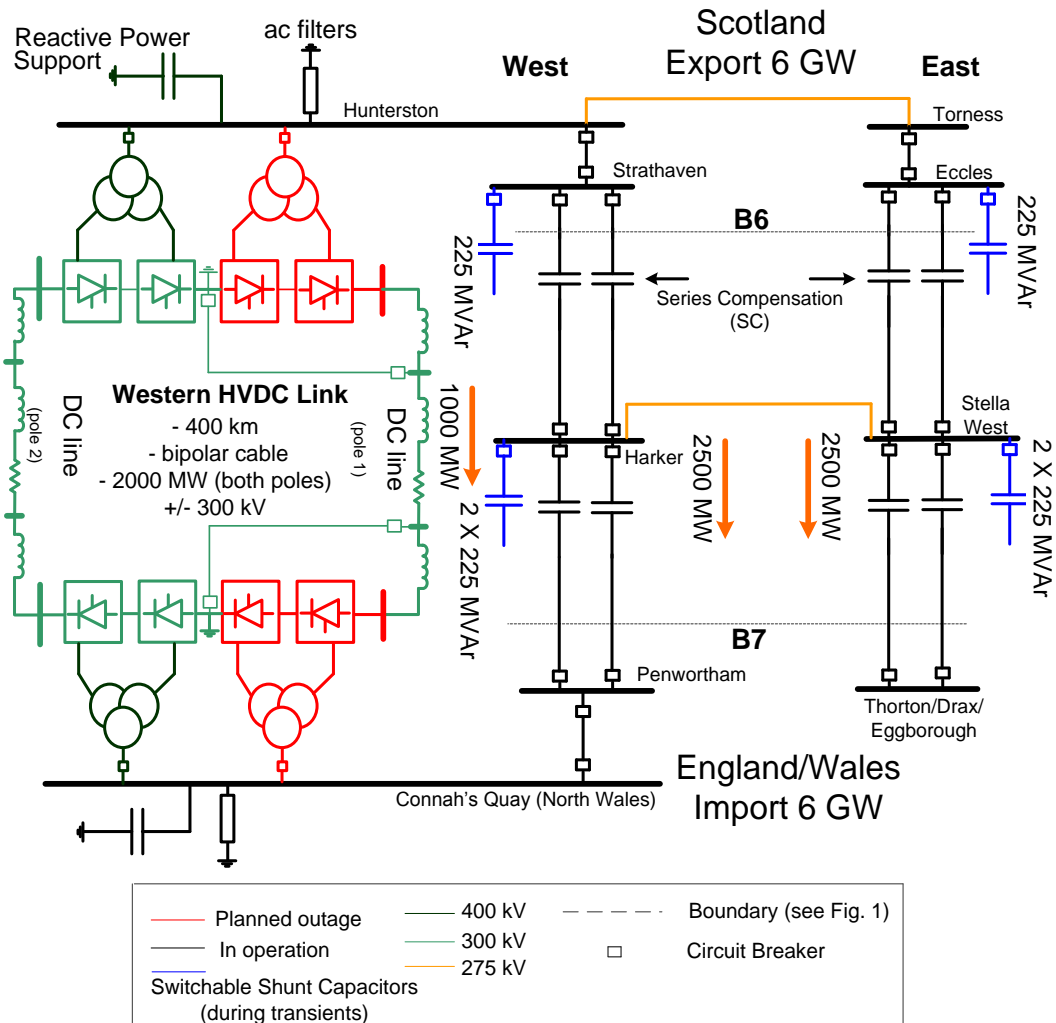 Scotland
Export 6 GW
Reactive Power
Support
ac filters
West
East
Hunterston
Torness
Strathaven
Eccles
B6
225 MVAr
225 MVAr
Series Compensation
(SC)
Western HVDC Link
- 400 km
- bipolar cable
- 2000 MW (both poles)
+/- 300 kV
DC line
(pole 2)
DC line
(pole 1)
1000 MW
Stella
West
Harker
2500 MW
2500 MW
2 X 225 MVAr
2 X 225 MVAr
B7
Penwortham
Thorton/Drax/
Eggborough
England/Wales
Import 6 GW
Connah's Quay (North Wales)
Planned outage
In operation
Switchable Shunt Capacitors
(during transients)
400 kV
300 kV
275 kV
Boundary (see Fig. 1)
Circuit Breaker